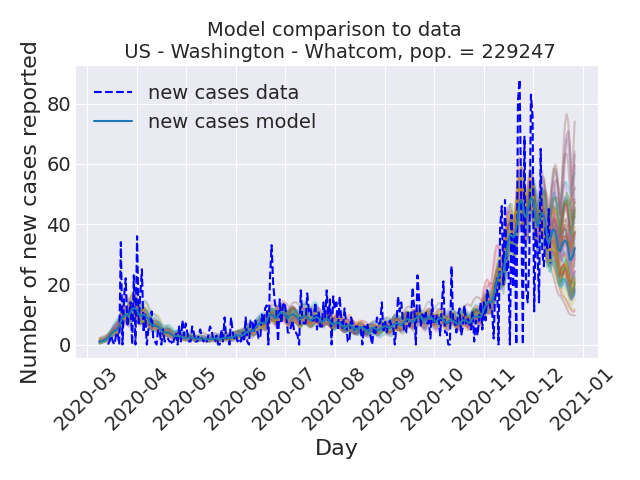 Model comparison to data
US - Washington - Whatcom, pop. = 229247
Number of new cases reported
80
60
40
20
0
new cases data
new cases model
2020-03
2020-04
2020-05
2020-06
2020-07
2020-08
2020-09
2020-10
2020-11
2020-12
2021-01
Day